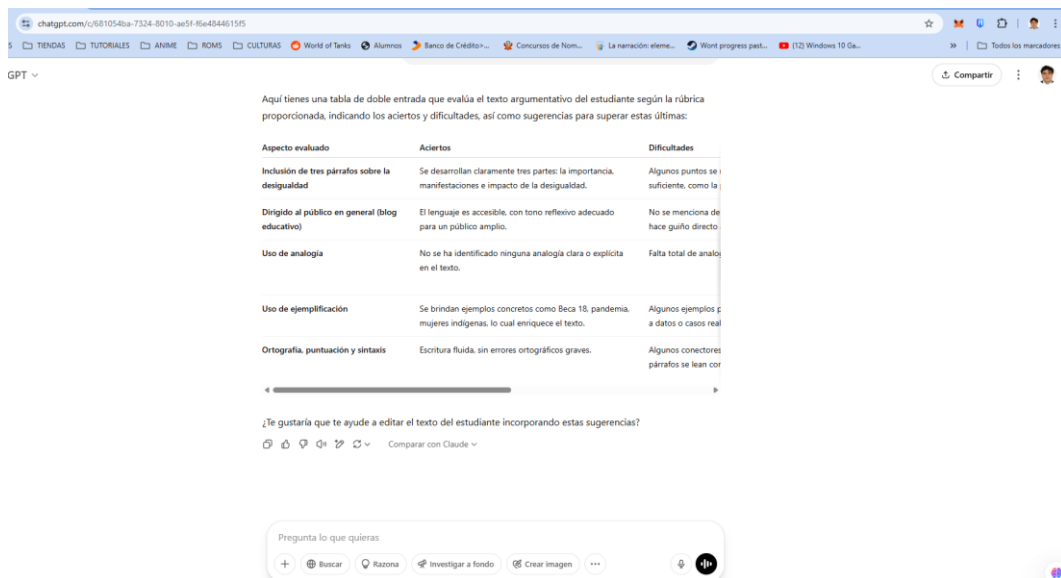 chatgpt.com/c/681054ba-7324-8010-ae5f-f6e4844615f5
S TIENDAS TUTORIALES ANIME ROMS CULTURAS World of Tanks Alumnos Banco de Crédito>... Concursos de Nom... La narración: eleme... Wont progress past... (12) Windows 10 Ga... » Todos los marcadores
GPT Compartir
Aquí tienes una tabla de doble entrada que evalúa el texto argumentativo del estudiante según la rúbrica
proporcionada, indicando los aciertos y dificultades, así como sugerencias para superar estas últimas:
Aspecto evaluado Aciertos Dificultades
Inclusión de tres párrafos sobre la Se desarrollan claramente tres partes: la importancia, Algunos puntos se
desigualdad manifestaciones e impacto de la desigualdad. suficiente, como la
Dirigido al público en general (blog El lenguaje es accesible, con tono reflexivo adecuado No se menciona de
educativo) para un público amplio. hace guiño directo
Uso de analogía No se ha identificado ninguna analogía clara o explícita Falta total de analo
en el texto.
Uso de ejemplificación Se brindan ejemplos concretos como Beca 18, pandemia, Algunos ejemplos p
mujeres indígenas, lo cual enriquece el texto. a datos o casos real
Ortografía, puntuación y sintaxis Escritura fluida, sin errores ortográficos graves. Algunos conectores
párrafos se lean con
¿Te gustaría que te ayude a editar el texto del estudiante incorporando estas sugerencias?
Comparar con Claude
Pregunta lo que quieras
Buscar Razona Investigar a fondo Crear imagen ...